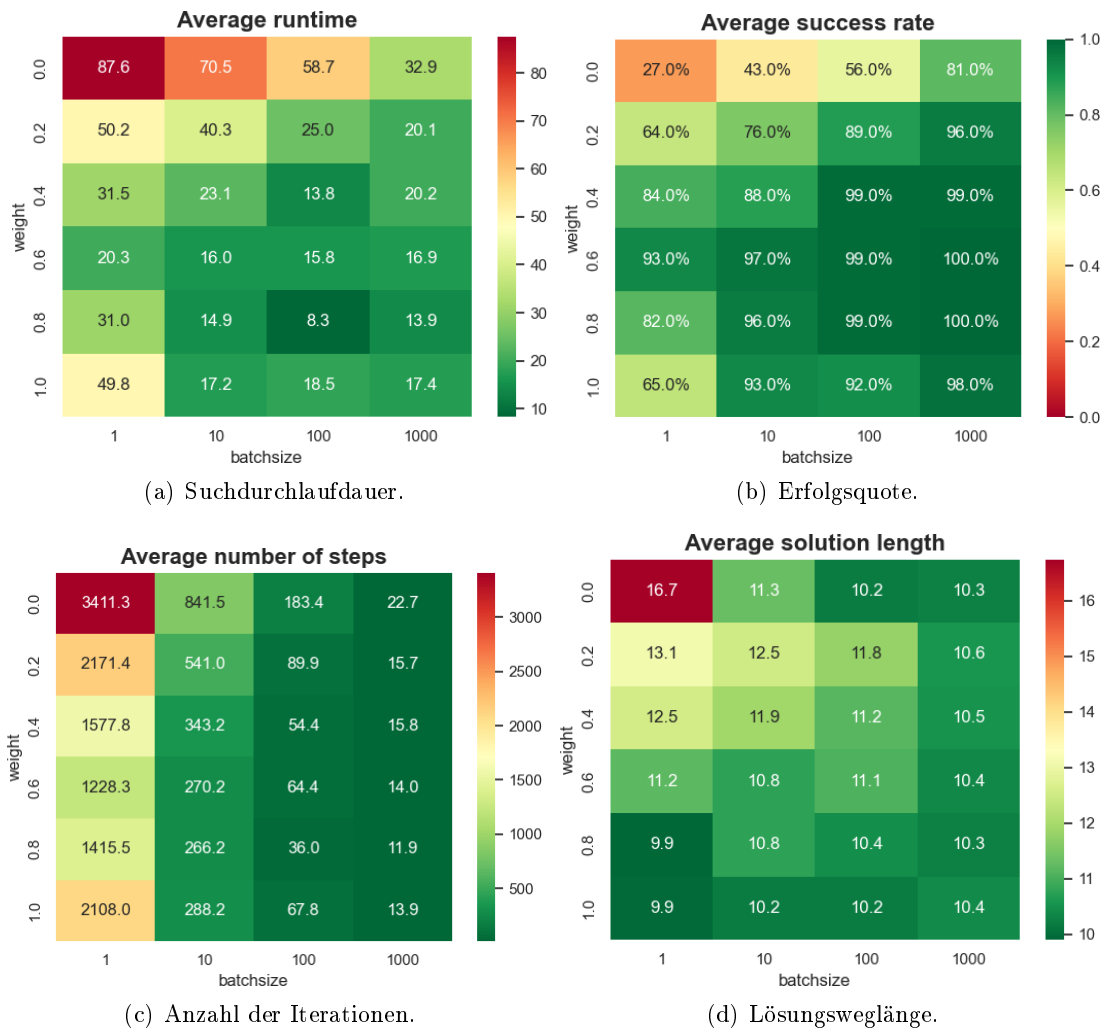 Average runtime
87.6 70.5 58.7 32.9
50.2 40.3 25.0 20.1
31.5 23.1 13.8 20.2
20.3 16.0 15.8 16.9
31.0 14.9 8.3 13.9
49.8 17.2 18.5 17.4
0.0
0.2
0.4
0.6
0.8
1.0
weight
1 10 100 1000
batchsize
80
70
60
50
40
30
20
10
(a) Suchdurchlaufdauer.
Average success rate
27.0% 43.0% 56.0% 81.0%
64.0% 76.0% 89.0% 96.0%
84.0% 88.0% 99.0% 99.0%
93.0% 97.0% 99.0% 100.0%
82.0% 96.0% 99.0% 100.0%
65.0% 93.0% 92.0% 98.0%
0.0
0.2
0.4
0.6
0.8
1.0
weight
1 10 100 1000
batchsize
1.0
0.8
0.6
0.4
0.2
0.0
(b) Erfolgsquote.
Average number of steps
3411.3 841.5 183.4 22.7
2171.4 541.0 89.9 15.7
1577.8 343.2 54.4 15.8
1228.3 270.2 64.4 14.0
1415.5 266.2 36.0 11.9
2108.0 288.2 67.8 13.9
0.0
0.2
0.4
0.6
0.8
1.0
weight
1 10 100 1000
batchsize
3000
2500
2000
1500
1000
500
(c) Anzahl der Iterationen.
Average solution length
16.7 11.3 10.2 10.3
13.1 12.5 11.8 10.6
12.5 11.9 11.2 10.5
11.2 10.8 11.1 10.4
9.9 10.8 10.4 10.3
9.9 10.2 10.2 10.4
0.0
0.2
0.4
0.6
0.8
1.0
weight
1 10 100 1000
batchsize
16
15
14
13
12
11
10
(d) Lösungsweglänge.